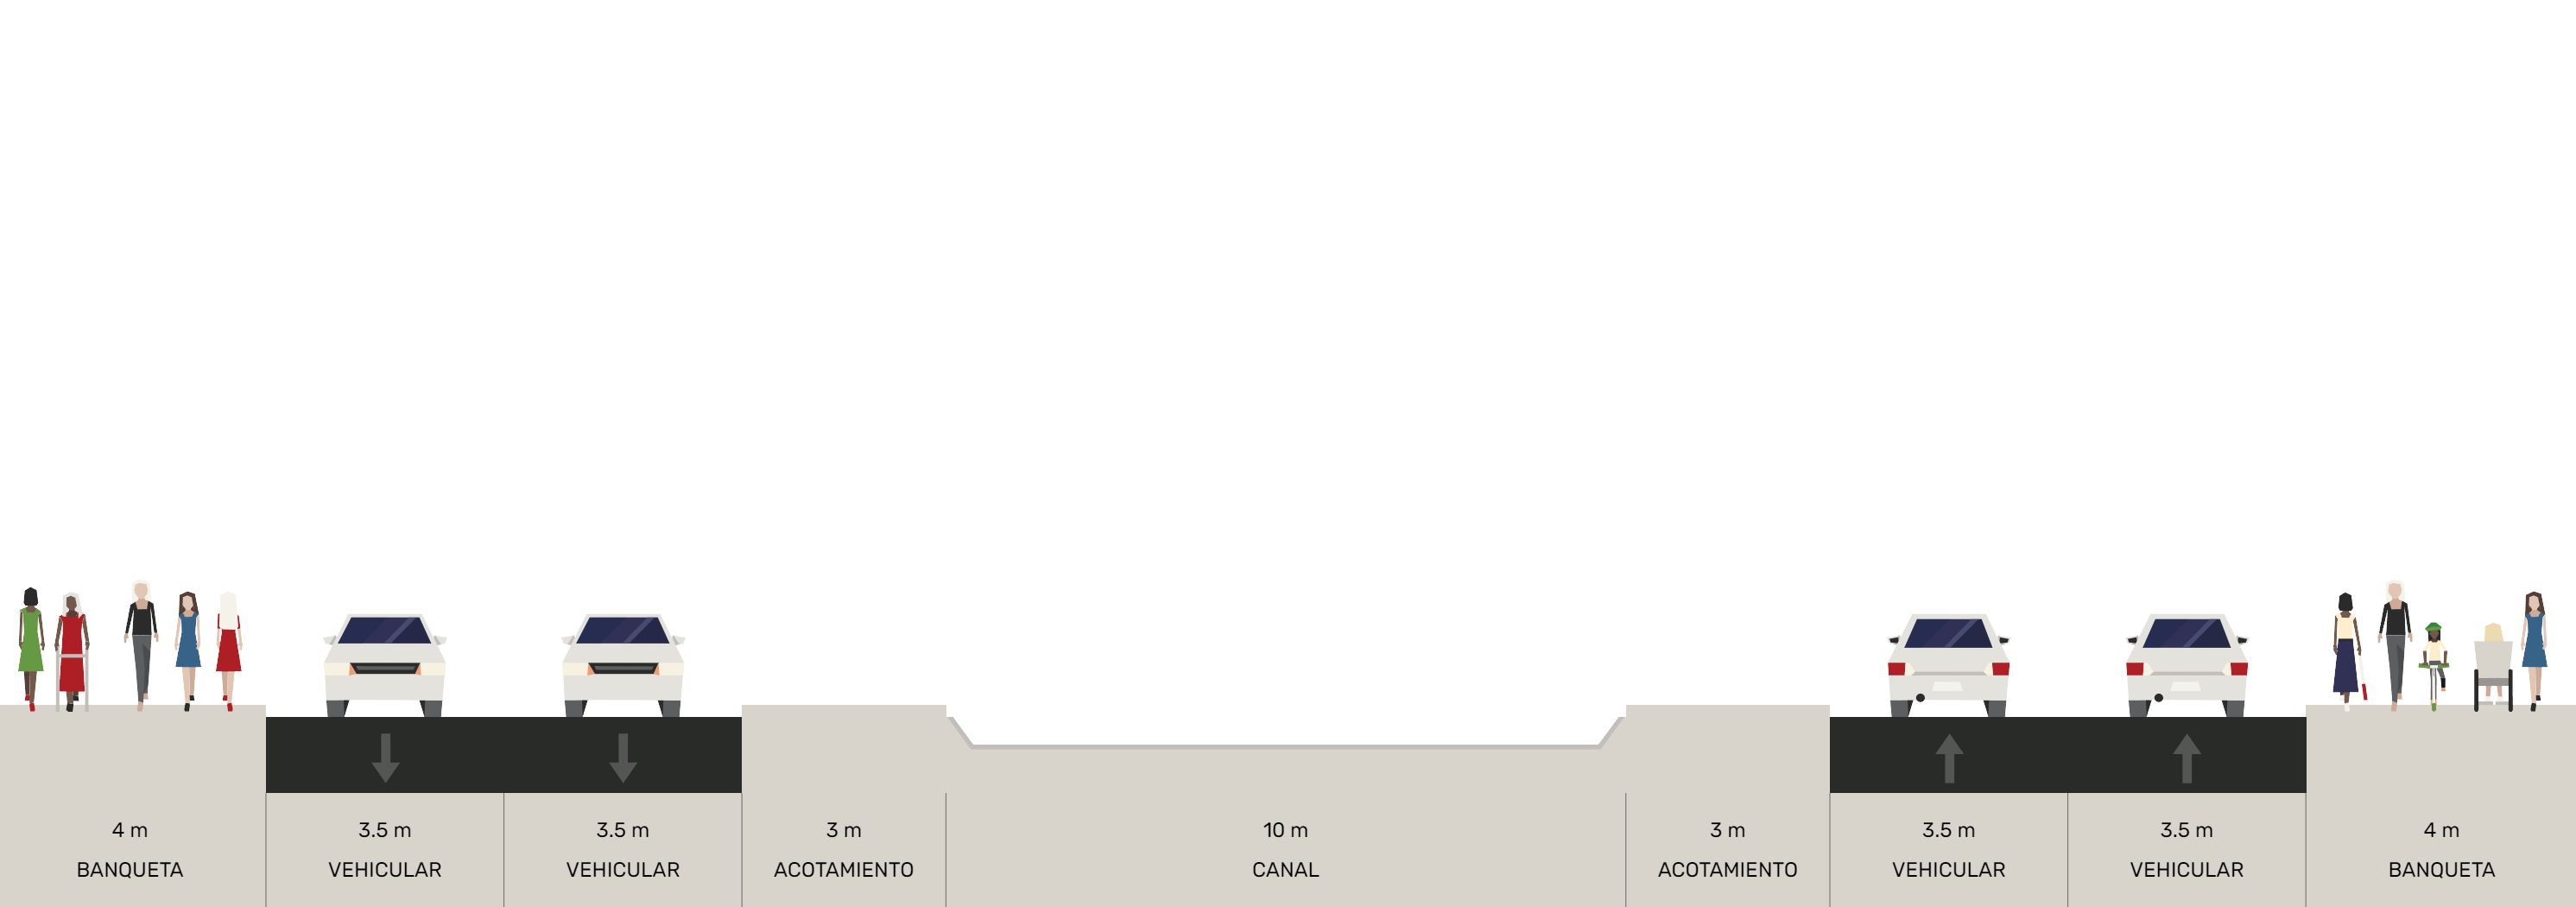 4 m
BANQUETA
3.5 m
VEHICULAR
3.5 m
VEHICULAR
3 m
ACOTAMIENTO
10 m
CANAL
3 m
ACOTAMIENTO
3.5 m
VEHICULAR
3.5 m
VEHICULAR
4 m
BANQUETA